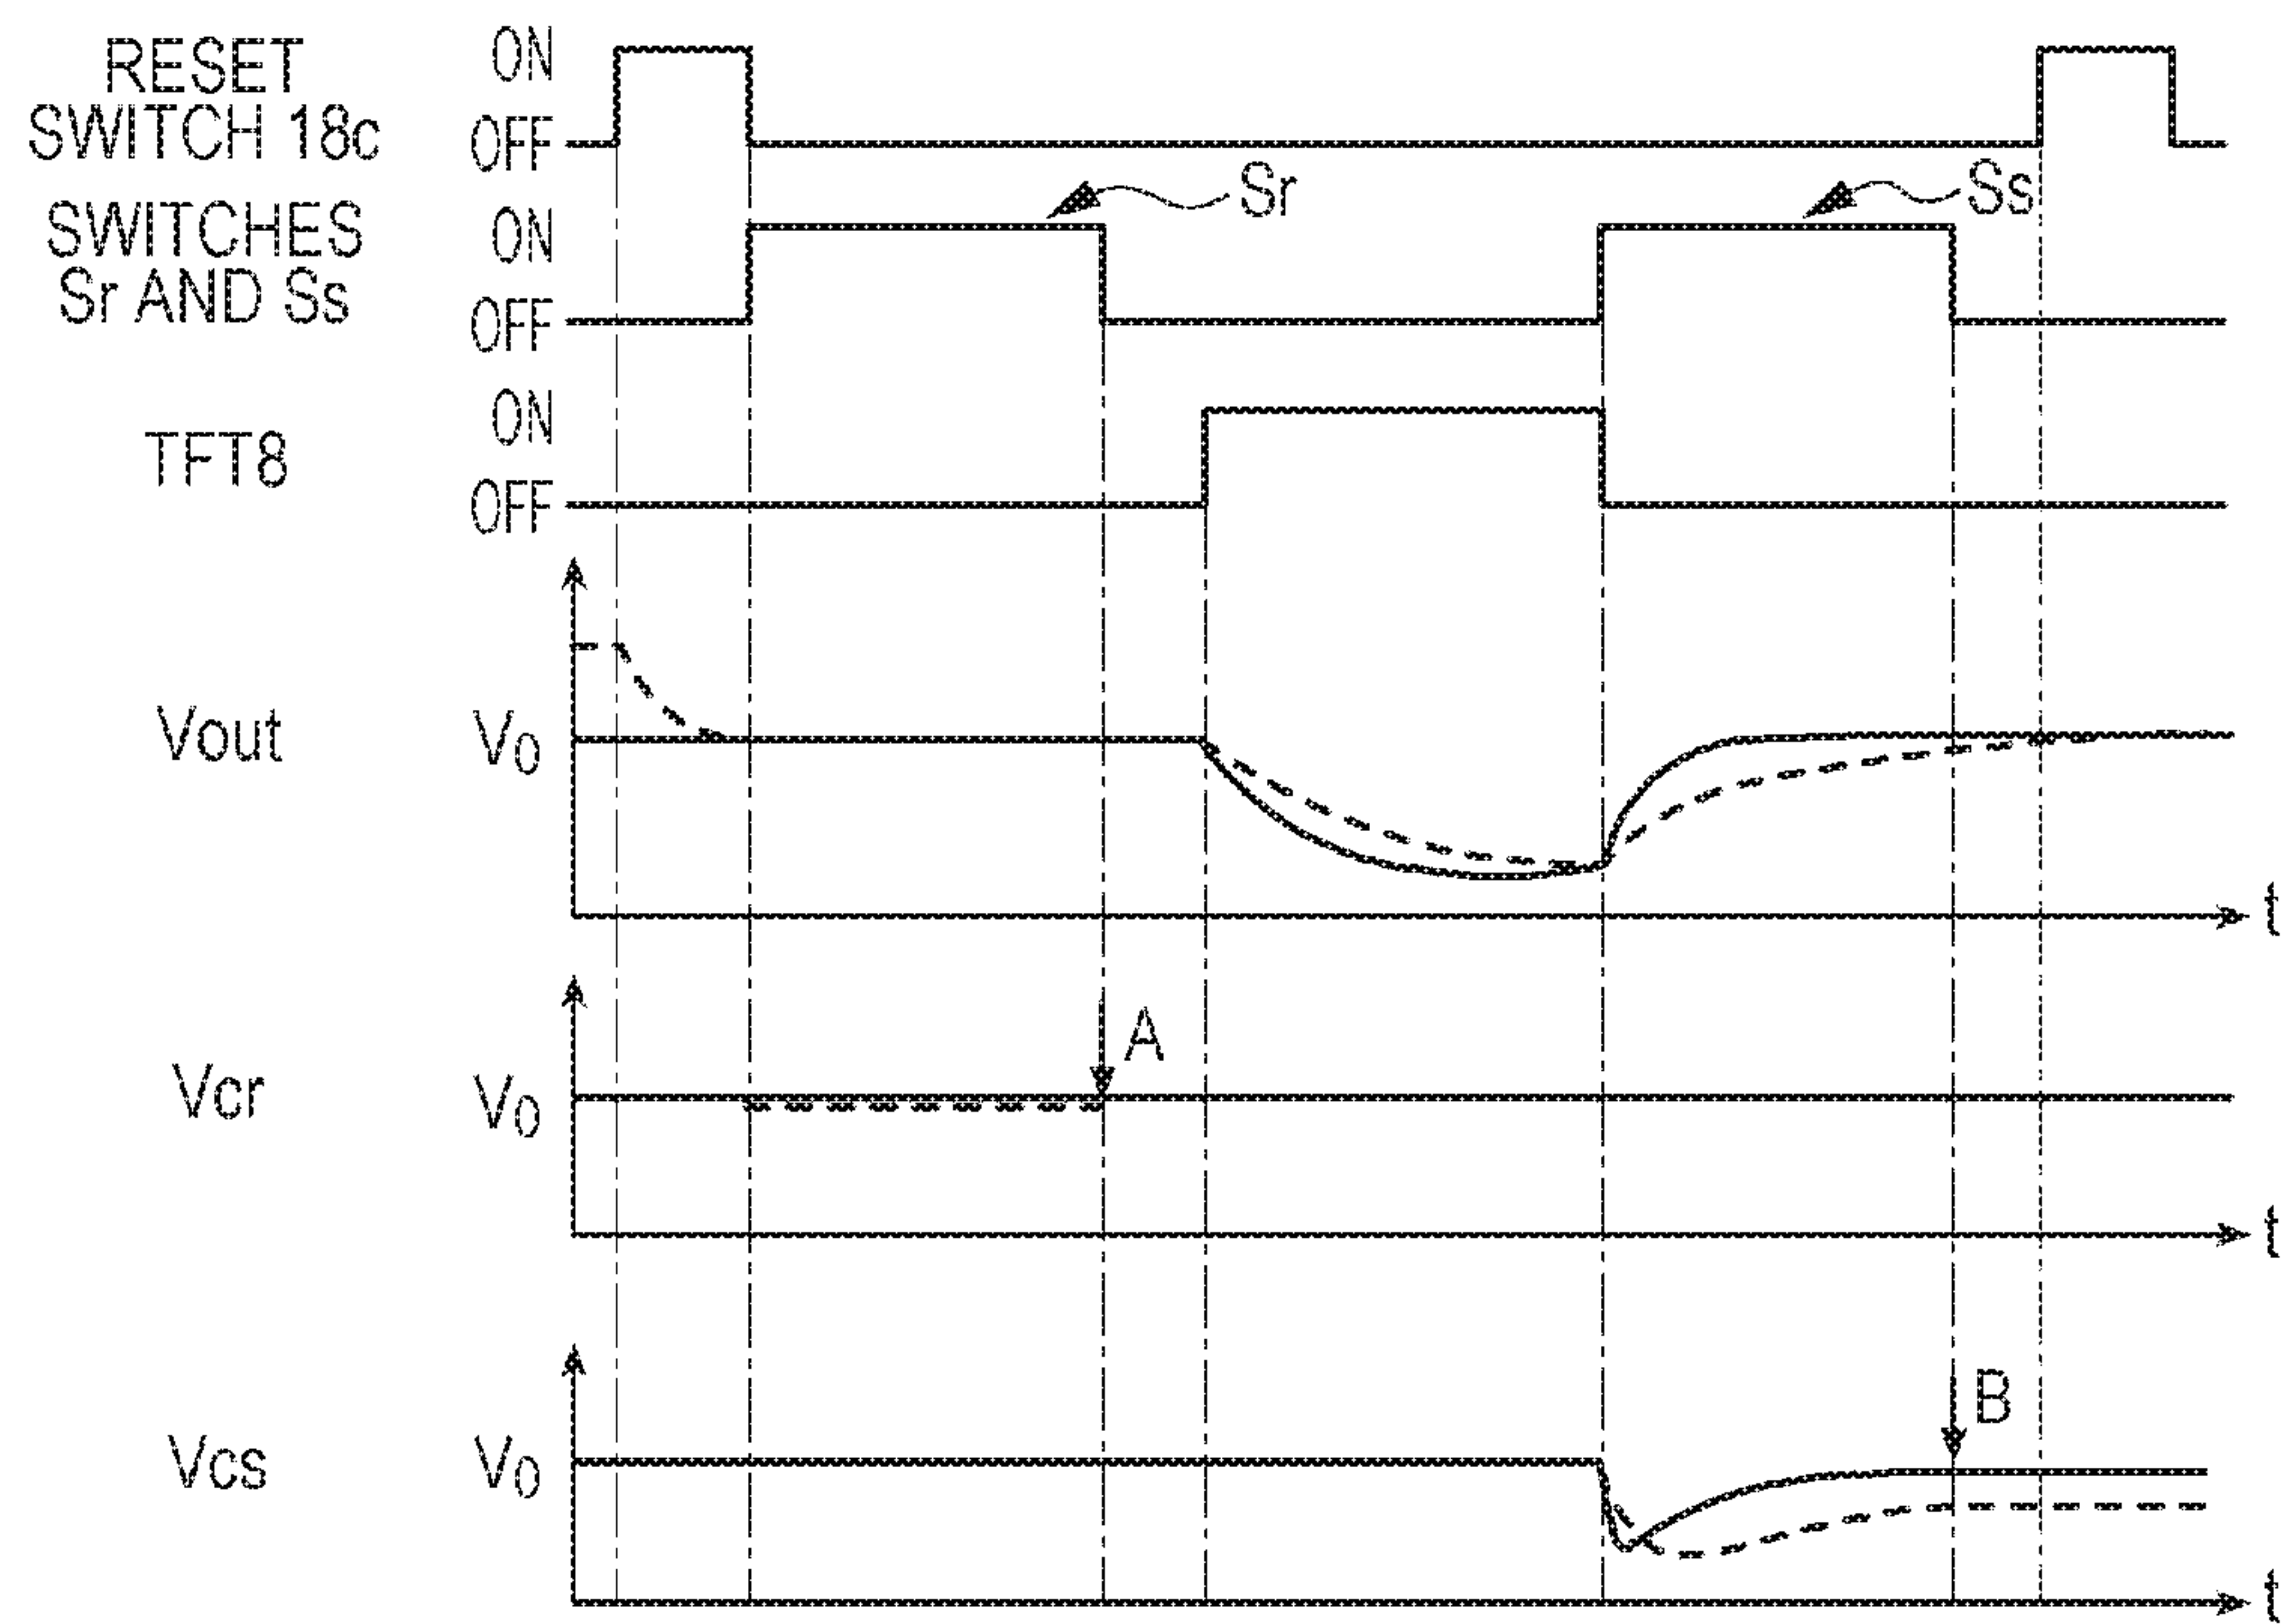 RESET
SWITCH 18c
ON
OFF
Sr
Ss
SWITCHES
Sr AND Ss
ON
OFF
TFT8
ON
OFF
Vout
V0
t
A
Vcr
V0
t
B
Vcs
V0
t